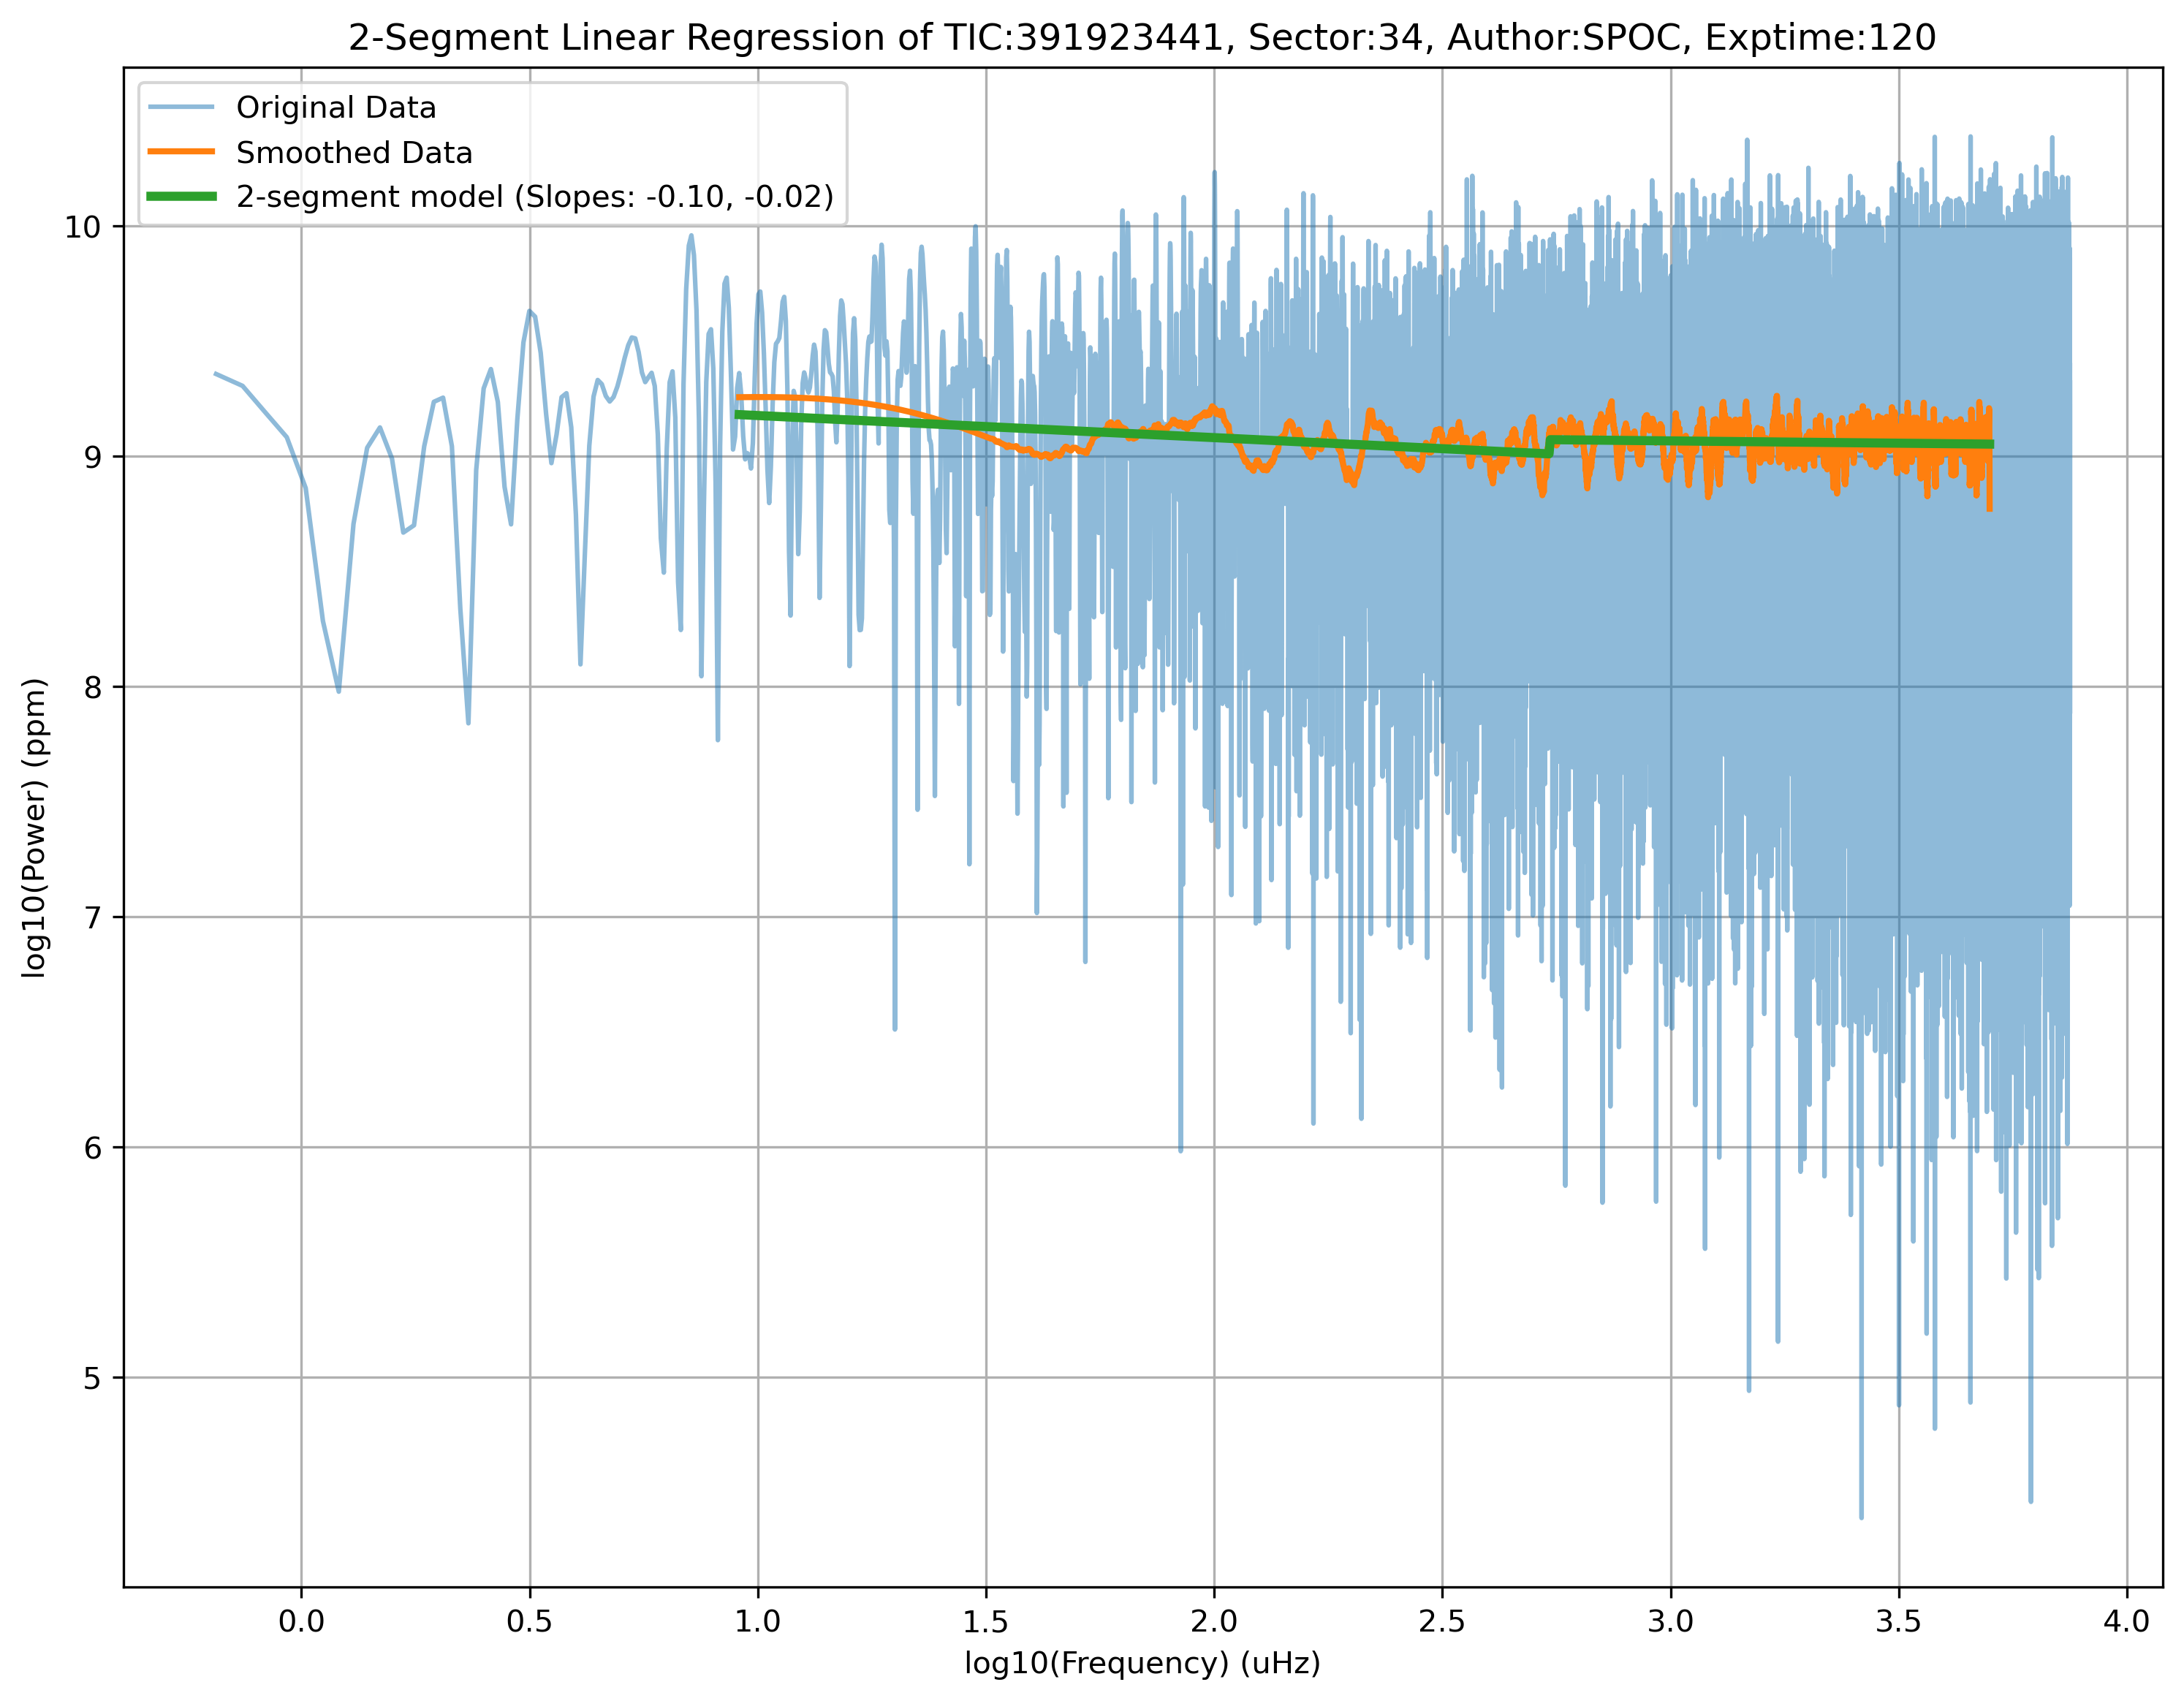 2-Segment Linear Regression of TIC:391923441, Sector:34, Author:SPOC, Exptime:120
Original Data
Smoothed Data
2-segment model (Slopes: -0.10, -0.02)
10
9
8
7
6
5
log10(Power) (ppm)
0.0 0.5 1.0 1.5 2.0 2.5 3.0 3.5 4.0
log10(Frequency) (uHz)